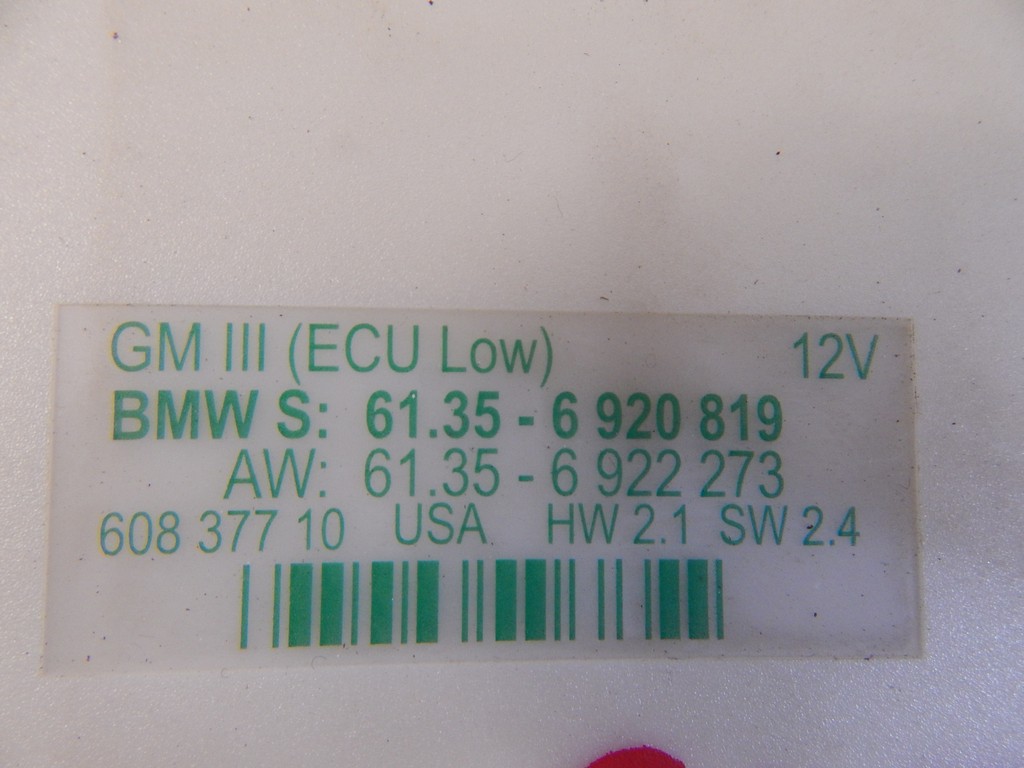 GM III (ECU Low) 12V
BMW S: 61.35 - 6 920 819
AW: 61.35 - 6 922 273
608 377 10 USA HW 2.1 SW 2.4